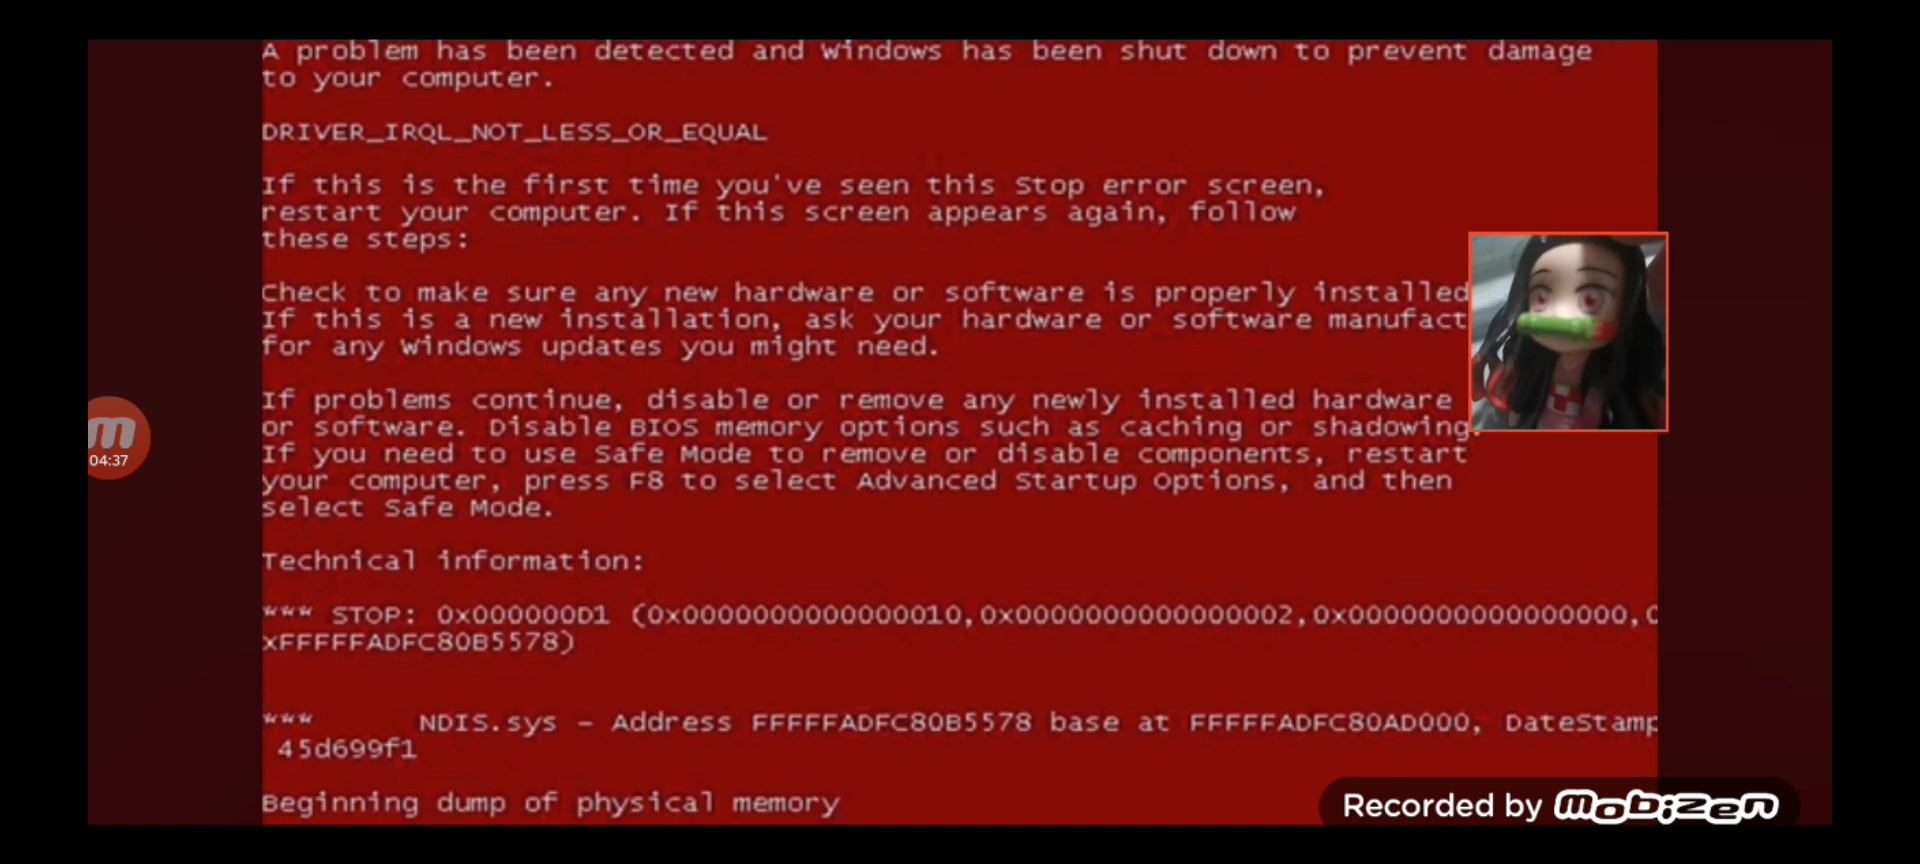 A problem has been detected and Windows has been shut down to prevent damage
to your computer.
DRIVER_IRQL_NOT_LESS_OR_EQUAL
If this is the first time you've seen this Stop error screen,
restart your computer. If this screen appears again, follow
these steps:
Check to make sure any new hardware or software is properly installed
If this is a new installation, ask your hardware or software manufact
for any Windows updates you might need.
If problems continue, disable or remove any newly installed hardware
or software. Disable BIOS memory options such as caching or shadowing.
If you need to use Safe Mode to remove or disable components, restart
your computer, press F8 to select Advanced Startup Options, and then
select Safe Mode.
Technical information:
*** STOP: 0x000000D1 (0x0000000000000010,0x0000000000000002,0x0000000000000000,0
xFFFFFADFC80B5578)
*** NDIS.sys - Address FFFFFADFC80B5578 base at FFFFFADFC80AD000, DateStamp
45d699f1
Beginning dump of physical memory
m
04:37
Recorded by mobizen